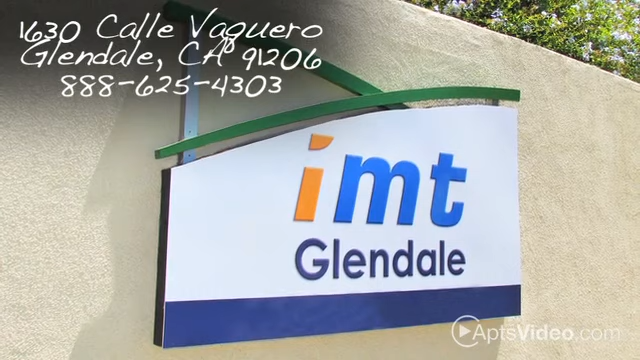 1630 Calle Vaquero
Glendale, CA 91206
888-625-4303
imt
Glendale
AptsVideo.com